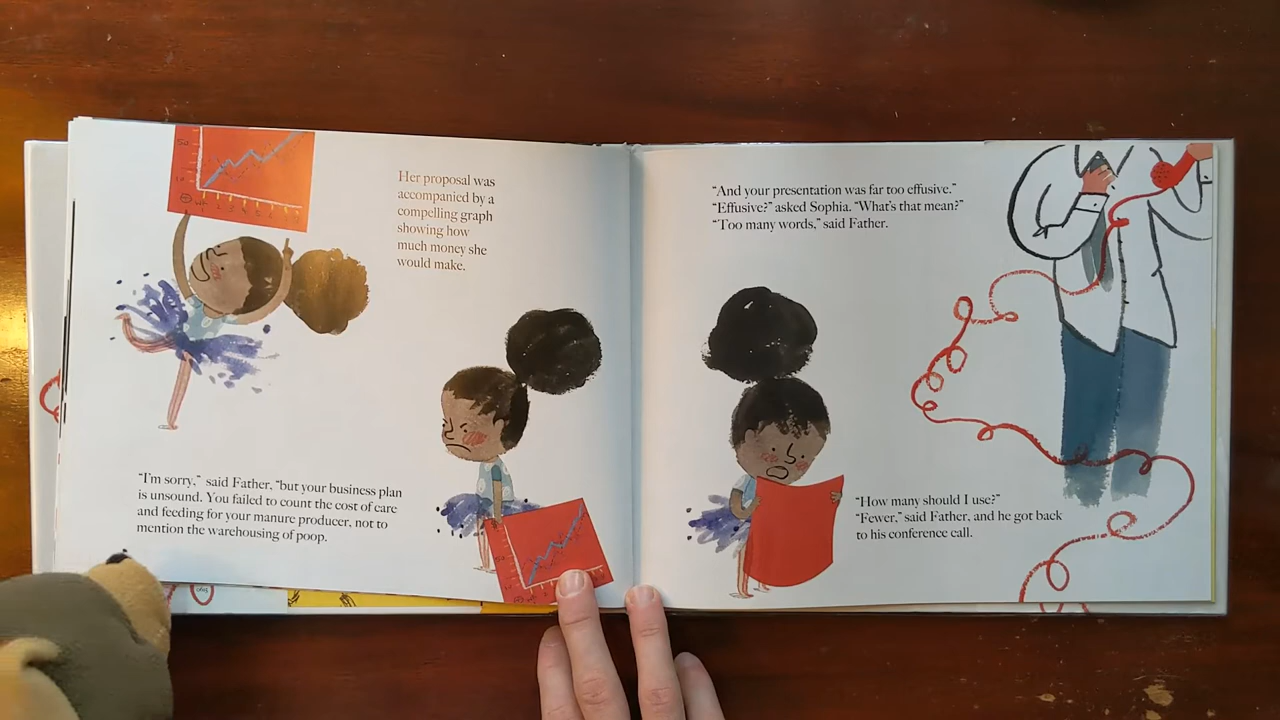 Her proposal was
accompanied by a
compelling graph
showing how
much money she
would make.
"I'm sorry," said Father, "but your business plan
is unsound. You failed to count the cost of care
and feeding for your manure producer, not to
mention the warehousing of poop.
"And your presentation was far too effusive."
"Effusive?" asked Sophia. "What's that mean?"
"Too many words," said Father.
"How many should I use?"
"Fewer," said Father, and he got back
to his conference call.